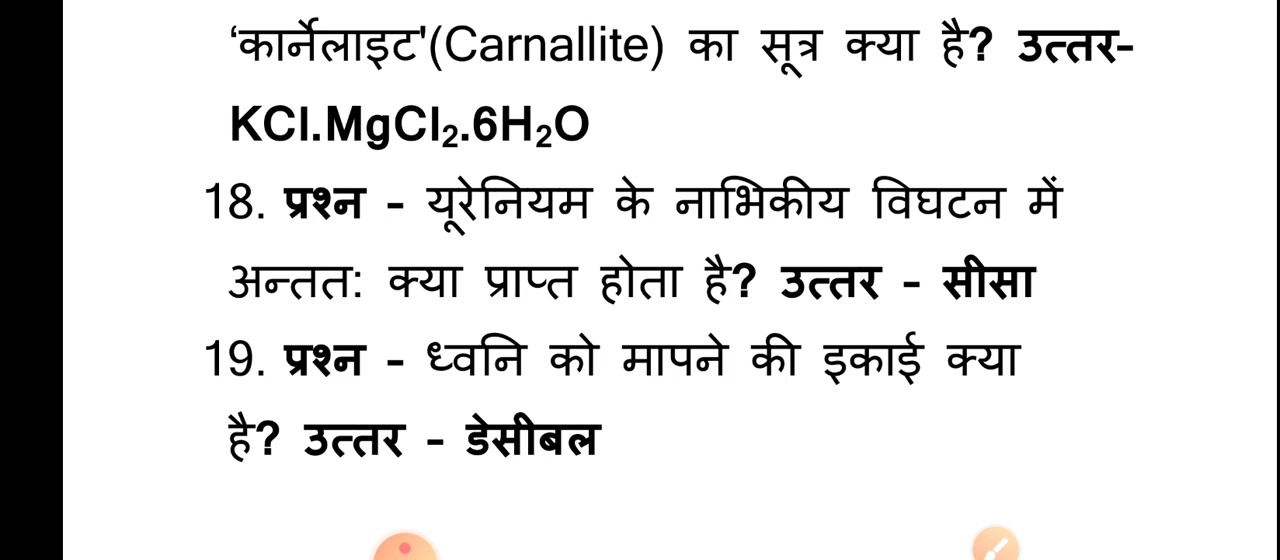 ‘कार्नेलाइट'(Carnallite) का सूत्र क्या है? उत्तर-
KCl.MgCl₂.6H₂O
18. प्रश्न - यूरेनियम के नाभिकीय विघटन में
अन्तत: क्या प्राप्त होता है? उत्तर - सीसा
19. प्रश्न - ध्वनि को मापने की इकाई क्या
है? उत्तर - डेसीबल